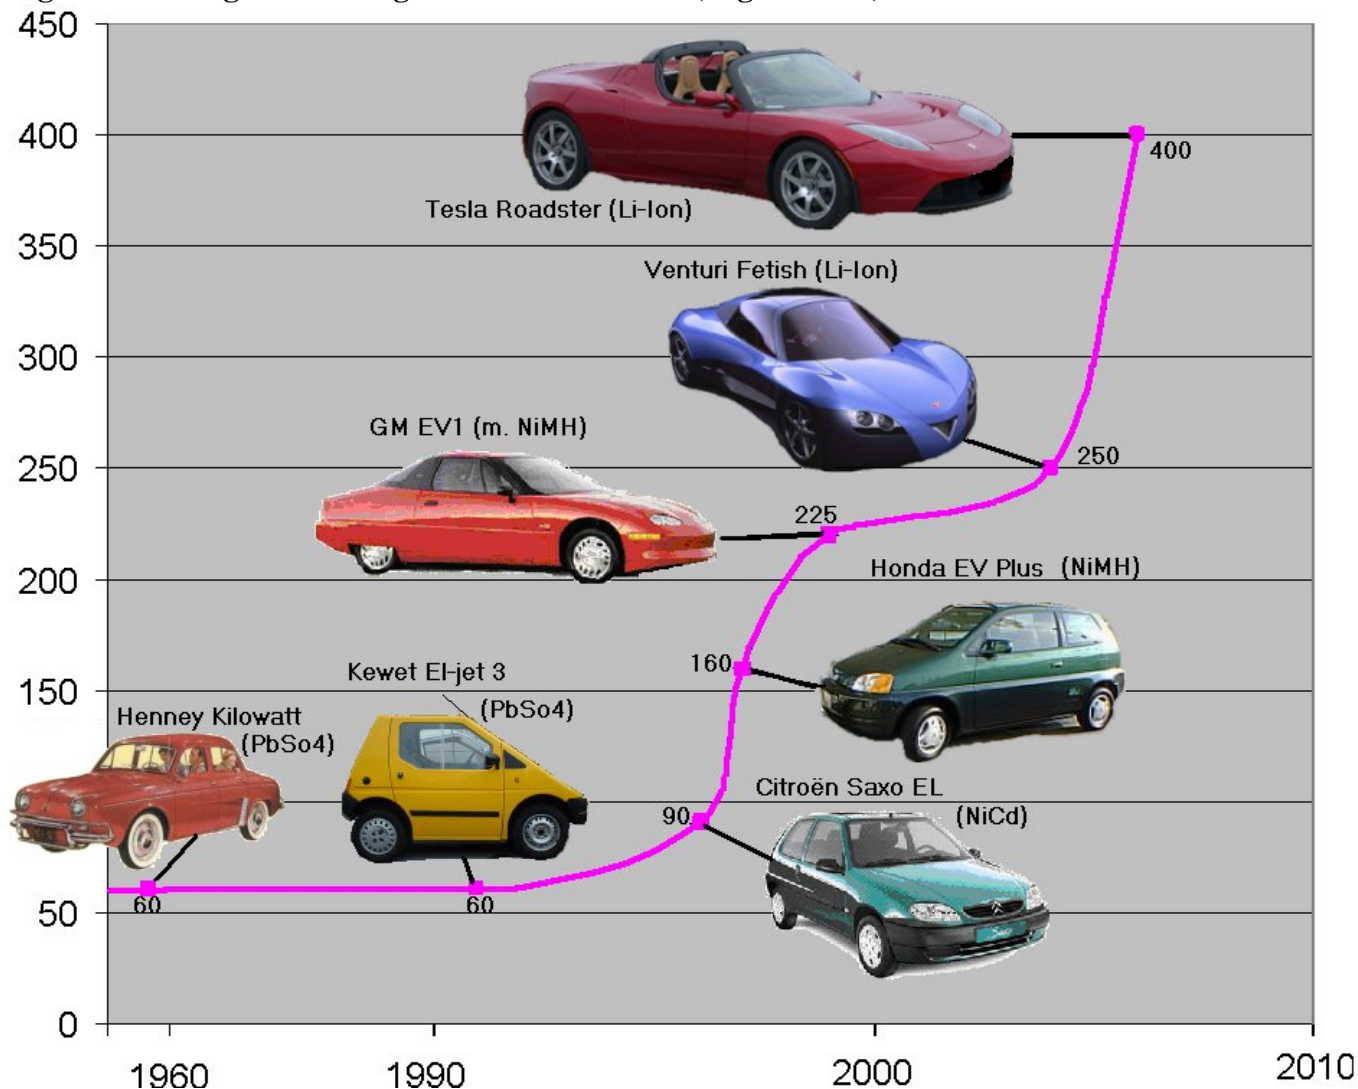 450
400
400
Tesla Roadster (Li-Ion)
350
Venturi Fetish (Li-Ion)
300
GM EV1 (m. NiMH)
250
250
225
Honda EV Plus (NiMH)
200
160
Kewet El-jet 3
(PbSo4)
150
Henney Kilowatt
(PbSo4)
Citroën Saxo EL
(NiCd)
90
60
60
50
0
1960
1990
2000
2010